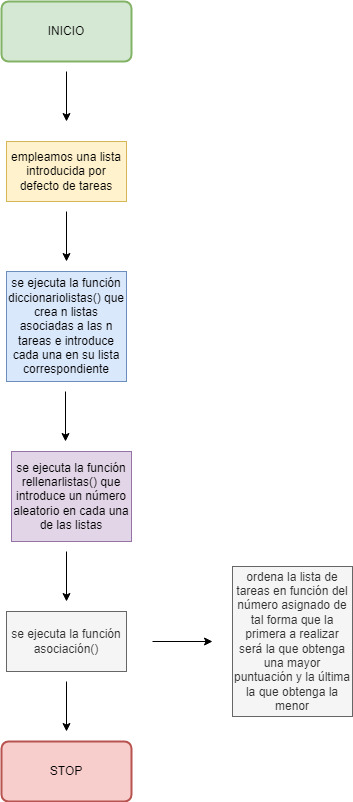 INICIO
empleamos una lista
introducida por
defecto de tareas
se ejecuta la función
diccionariolistas() que
crea n listas
asociadas a las n
tareas e introduce
cada una en su lista
correspondiente
se ejecuta la función
rellenarlistas() que
introduce un número
aleatorio en cada una
de las listas
se ejecuta la función
asociación()
ordena la lista de
tareas en función del
número asignado de
tal forma que la
primera a realizar
será la que obtenga
una mayor
puntuación y la última
la que obtenga la
menor
STOP